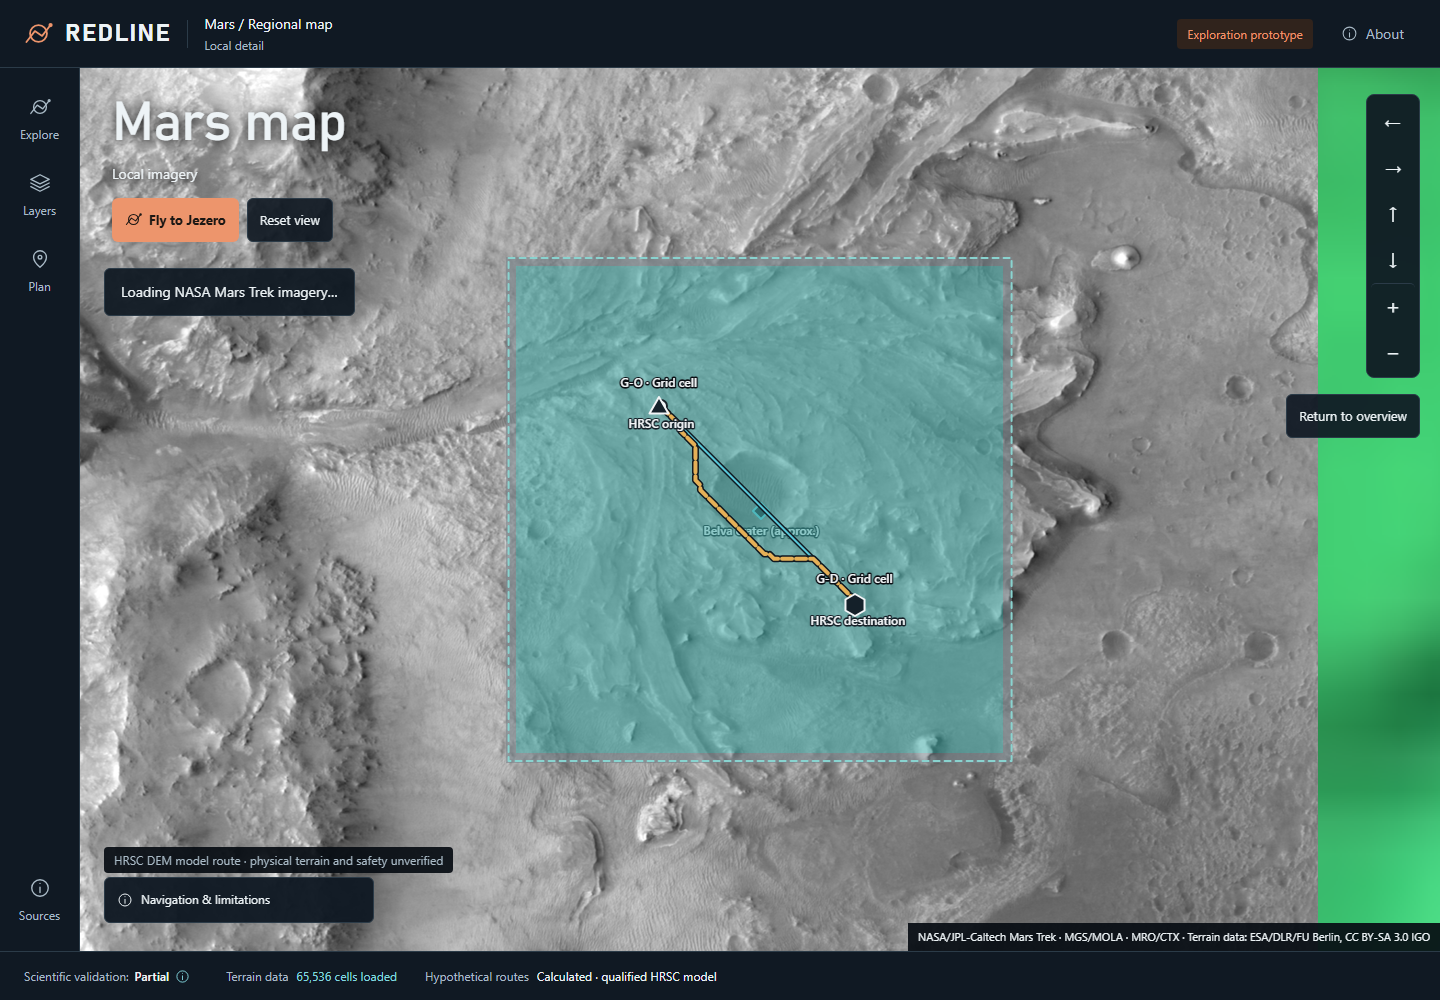 REDLINE
Mars / Regional map
Local detail
Exploration prototype
About
Explore
Layers
Plan
Sources
Mars map
Local imagery
Fly to Jezero
Reset view
Loading NASA Mars Trek imagery...
Return to overview
G-O · Grid cell
HRSC origin
Belva crater (approx.)
G-D · Grid cell
HRSC destination
HRSC DEM model route · physical terrain and safety unverified
Navigation & limitations
NASA/JPL-Caltech Mars Trek · MGS/MOLA · MRO/CTX · Terrain data: ESA/DLR/FU Berlin, CC BY-SA 3.0 IGO
Scientific validation: Partial
Terrain data 65,536 cells loaded
Hypothetical routes Calculated · qualified HRSC model